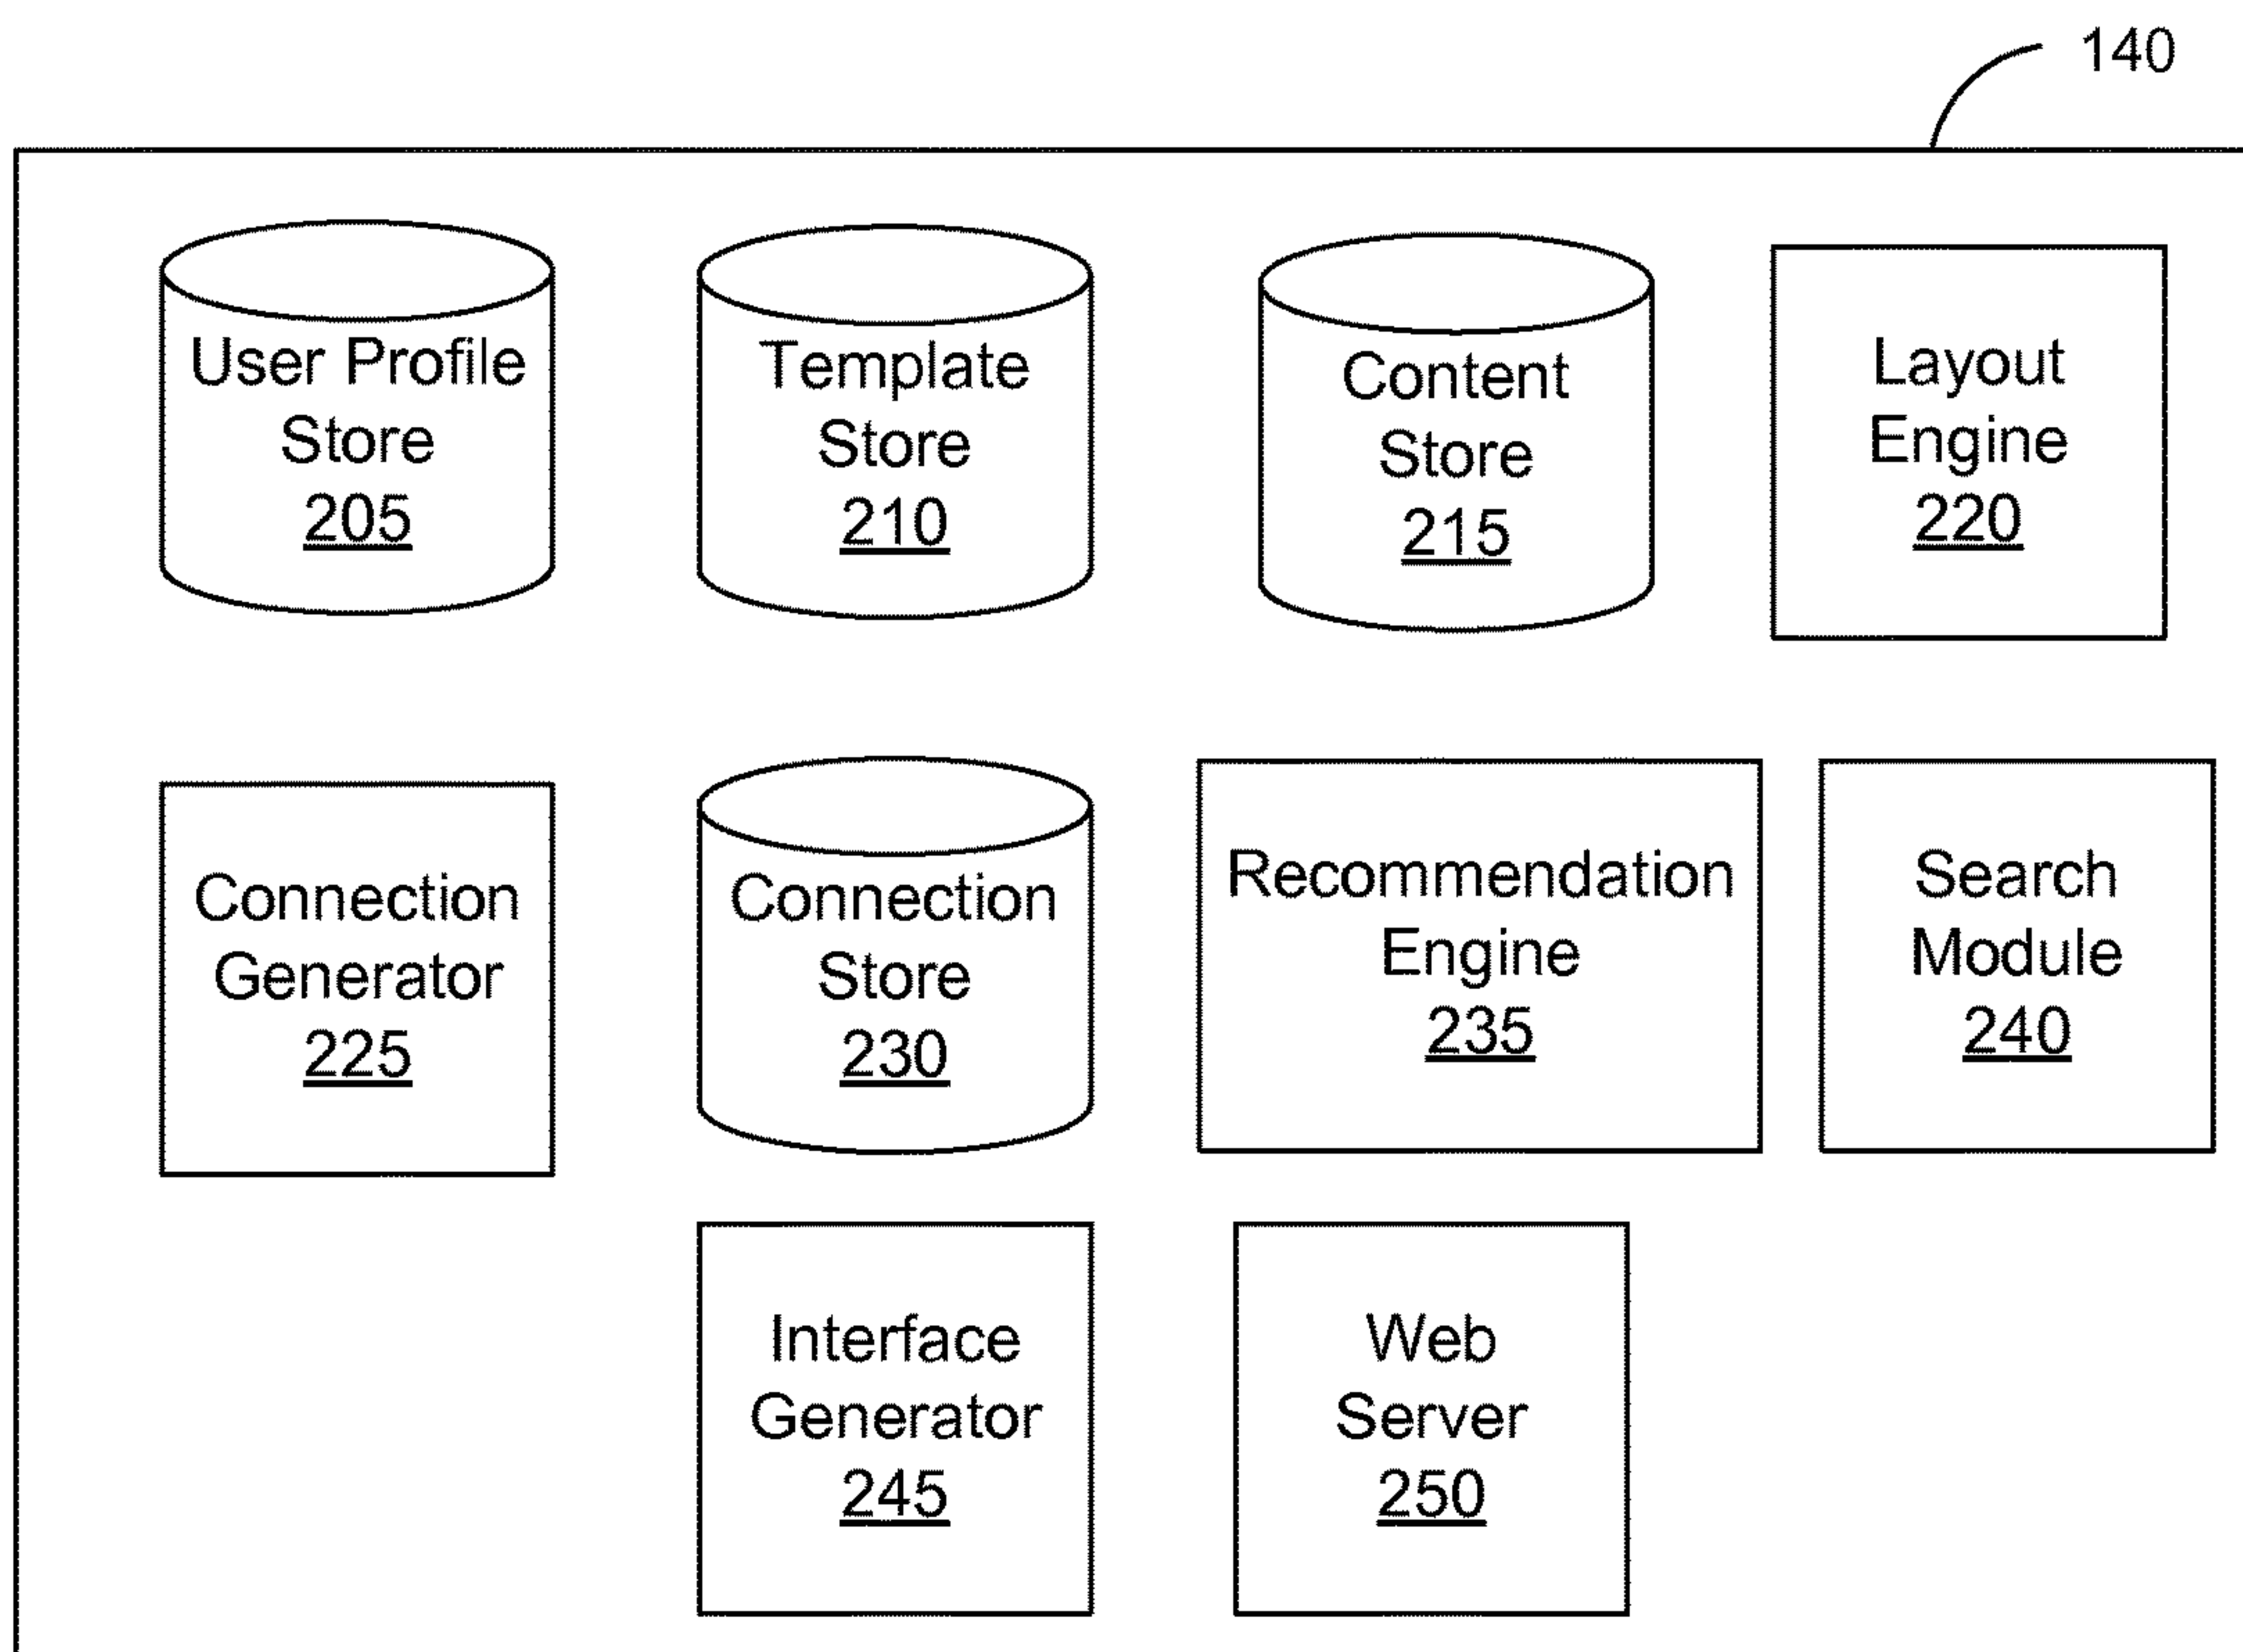 140
User Profile
Store
205
Template
Store
210
Content
Store
215
Layout
Engine
220
Connection
Generator
225
Connection
Store
230
Recommendation
Engine
235
Search
Module
240
Interface
Generator
245
Web
Server
250